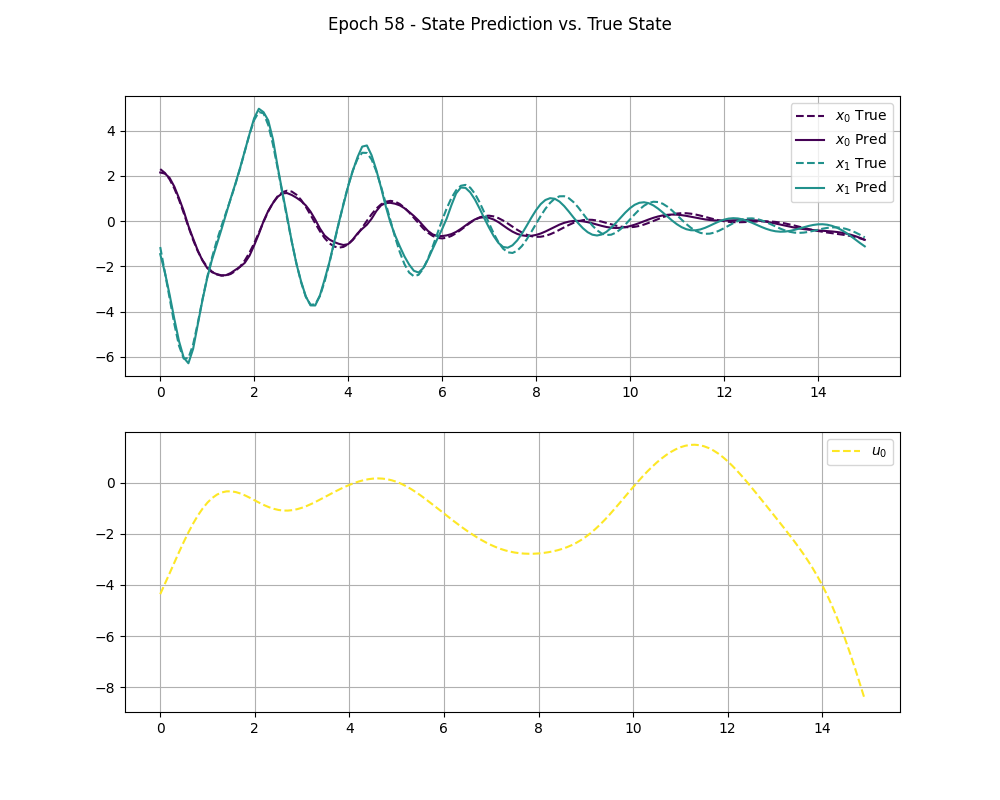 Epoch 58 - State Prediction vs. True State
4
2
0
−2
−4
−6
x₀ True
x₀ Pred
x₁ True
x₁ Pred
0 2 4 6 8 10 12 14
0
−2
−4
−6
−8
u₀
0 2 4 6 8 10 12 14